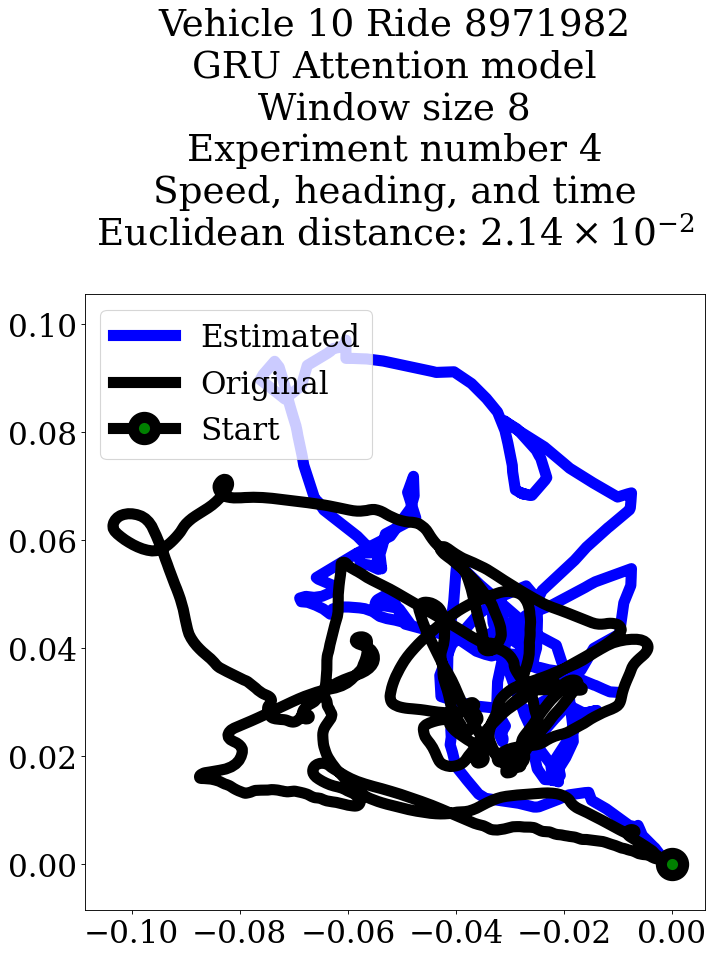 Vehicle 10 Ride 8971982
GRU Attention model
Window size 8
Experiment number 4
Speed, heading, and time
Euclidean distance: 2.14 × 10⁻²
Estimated
Original
Start
0.10
0.08
0.06
0.04
0.02
0.00
−0.10 −0.08 −0.06 −0.04 −0.02 0.00